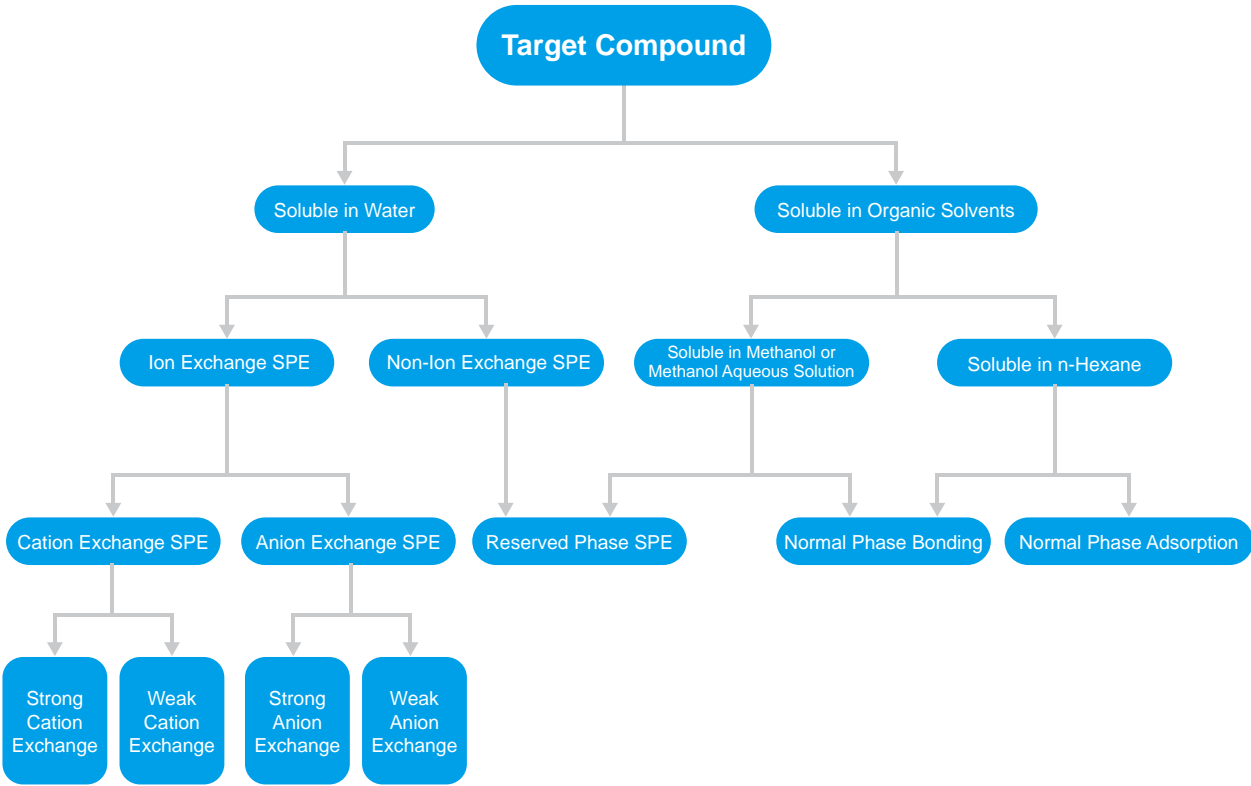 Target Compound
Soluble in Water
Soluble in Organic Solvents
Ion Exchange SPE
Non-Ion Exchange SPE
Soluble in Methanol or
Methanol Aqueous Solution
Soluble in n-Hexane
Cation Exchange SPE
Anion Exchange SPE
Reserved Phase SPE
Normal Phase Bonding
Normal Phase Adsorption
Strong
Cation
Exchange
Weak
Cation
Exchange
Strong
Anion
Exchange
Weak
Anion
Exchange